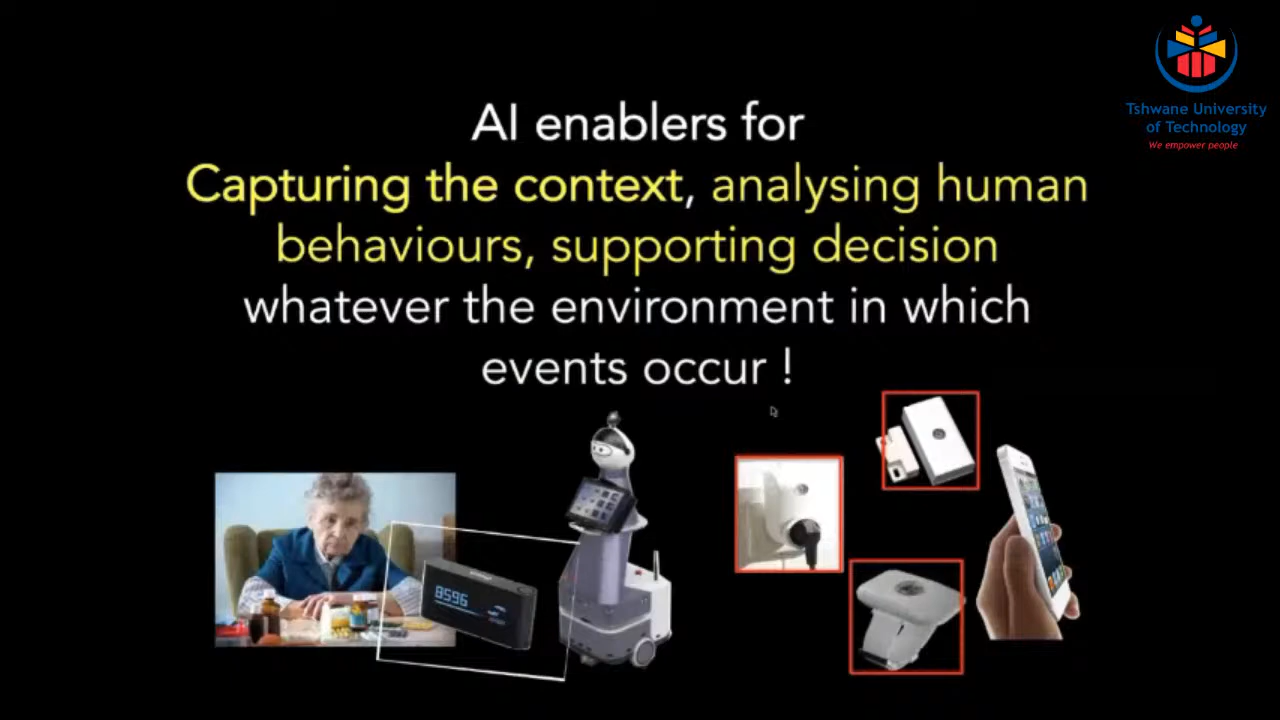 AI enablers for
Capturing the context, analysing human
behaviours, supporting decision
whatever the environment in which
events occur !
Tshwane University
of Technology
We empower people
8596